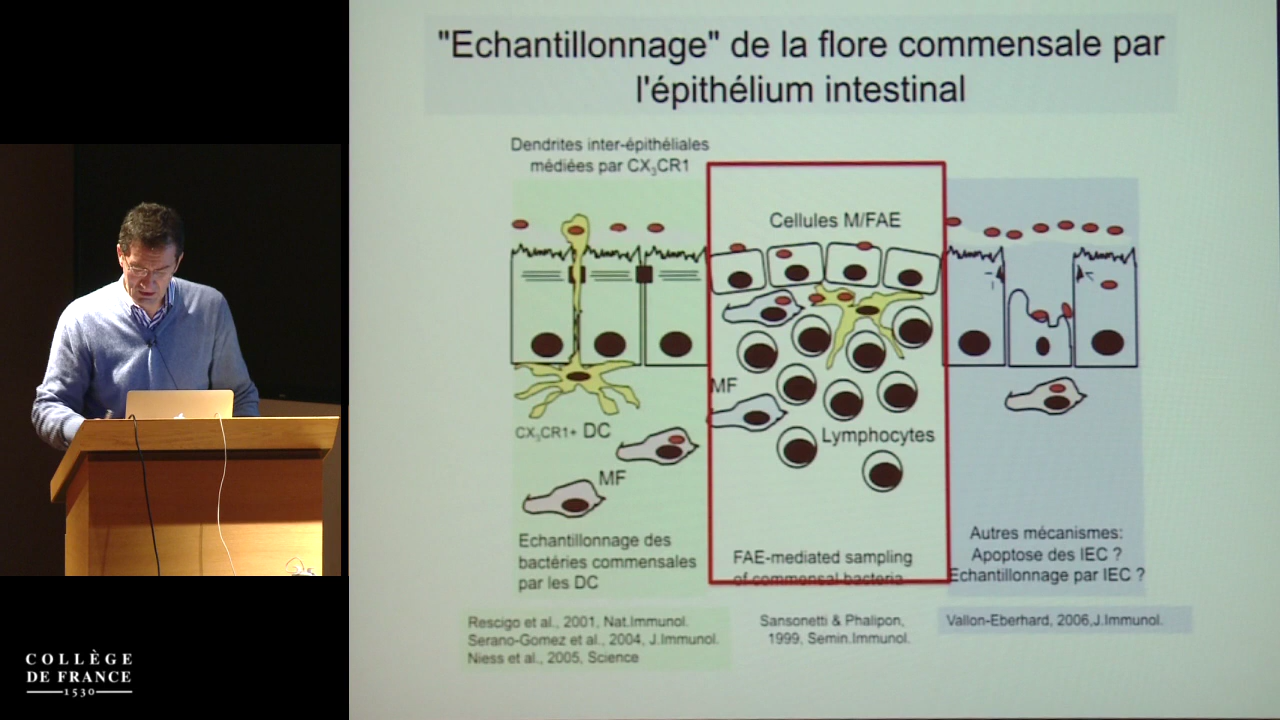 "Echantillonnage" de la flore commensale par
l'épithélium intestinal
Dendrites inter-épithéliales
médiées par CX₃CR1
CX₃CR1+ DC
MF
Echantillonnage des
bactéries commensales
par les DC
Cellules M/FAE
MF
Lymphocytes
FAE-mediated sampling
of commensal bacteria
Autres mécanismes:
Apoptose des IEC ?
Echantillonnage par IEC ?
Rescigo et al., 2001, Nat.Immunol.
Serano-Gomez et al., 2004, J.Immunol.
Niess et al., 2005, Science
Sansonetti & Phalipon,
1999, Semin.Immunol.
Vallon-Eberhard, 2006,J.Immunol.
COLLÈGE
DE FRANCE
1530